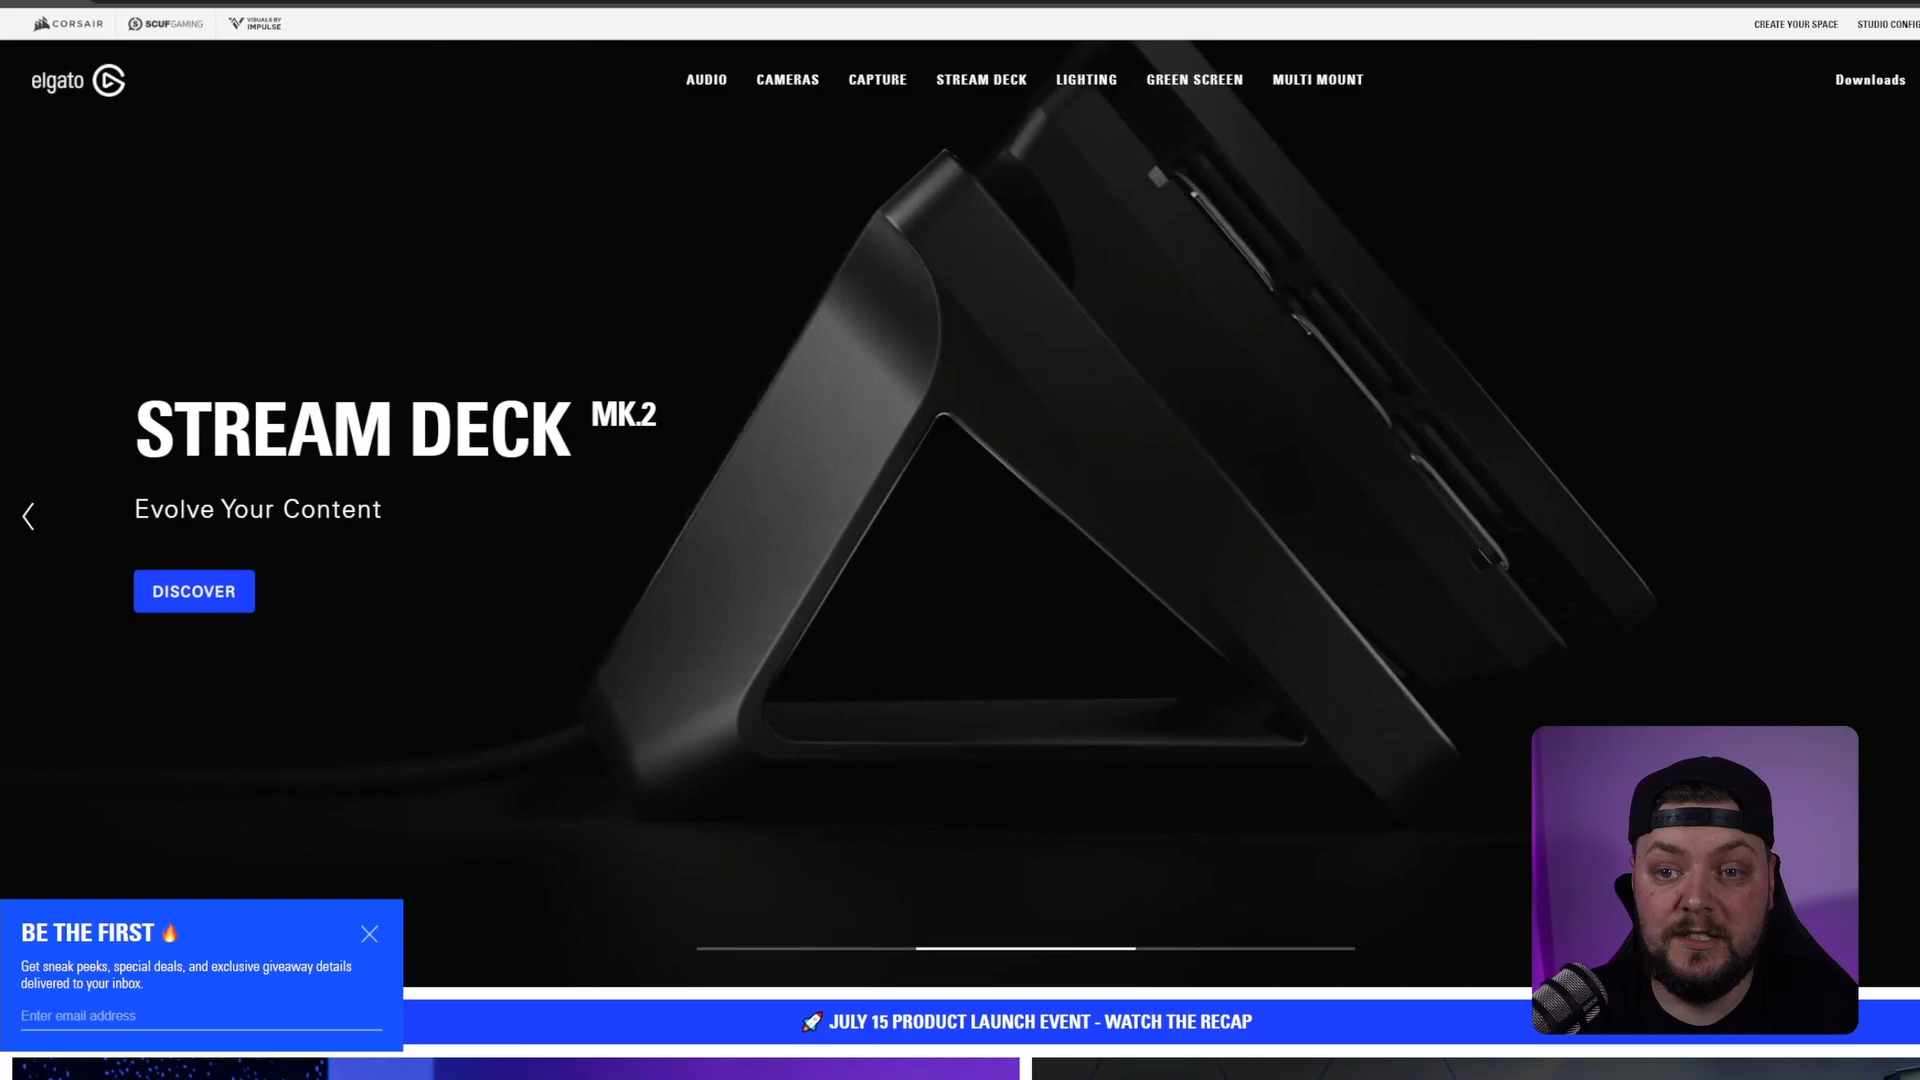 CORSAIR
SCUF GAMING
VISUALS BY
IMPULSE
CREATE YOUR SPACE
STUDIO CONFIG
elgato
AUDIO
CAMERAS
CAPTURE
STREAM DECK
LIGHTING
GREEN SCREEN
MULTI MOUNT
Downloads
STREAM DECK MK.2
Evolve Your Content
DISCOVER
BE THE FIRST 🔥
Get sneak peeks, special deals, and exclusive giveaway details
delivered to your inbox.
Enter email address
🚀 JULY 15 PRODUCT LAUNCH EVENT - WATCH THE RECAP